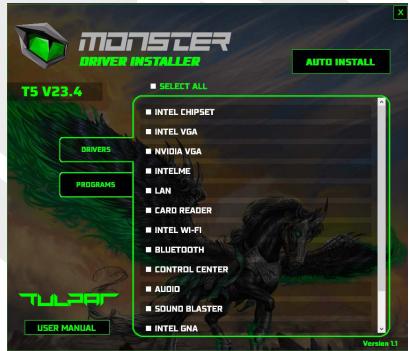 X
MONSTER
DRIVER INSTALLER
AUTO INSTALL
T5 V23.4
SELECT ALL
INTEL CHIPSET
INTEL VGA
DRIVERS
NVIDIA VGA
INTELME
PROGRAMS
LAN
CARD READER
INTEL WI-FI
BLUETOOTH
CONTROL CENTER
AUDIO
TULPAR
SOUND BLASTER
USER MANUAL
INTEL GNA
Version 1.1